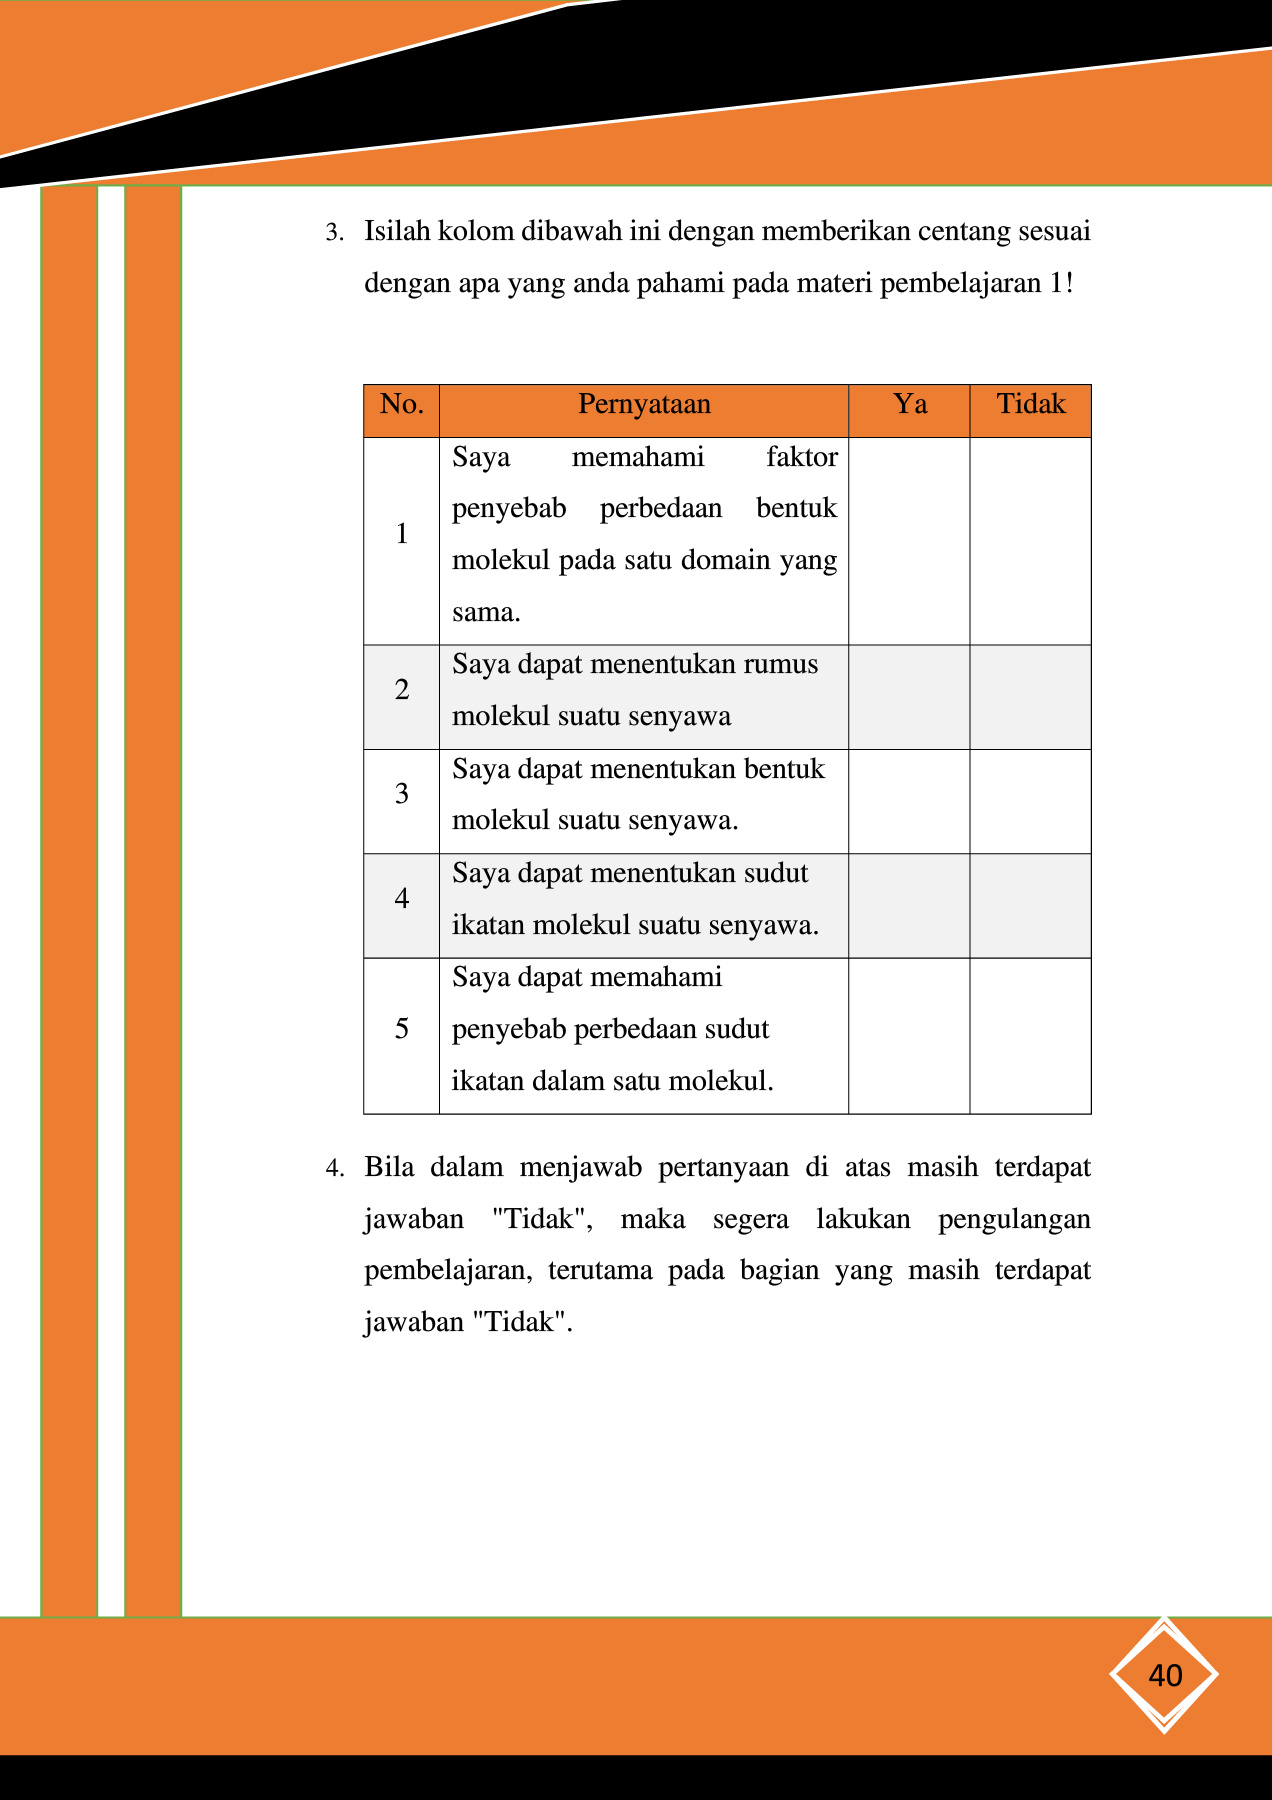 3. Isilah kolom dibawah ini dengan memberikan centang sesuai
dengan apa yang anda pahami pada materi pembelajaran 1!
No. Pernyataan Ya Tidak
1
Saya memahami faktor
penyebab perbedaan bentuk
molekul pada satu domain yang
sama.
2
Saya dapat menentukan rumus
molekul suatu senyawa
3
Saya dapat menentukan bentuk
molekul suatu senyawa.
4
Saya dapat menentukan sudut
ikatan molekul suatu senyawa.
5
Saya dapat memahami
penyebab perbedaan sudut
ikatan dalam satu molekul.
4. Bila dalam menjawab pertanyaan di atas masih terdapat
jawaban "Tidak", maka segera lakukan pengulangan
pembelajaran, terutama pada bagian yang masih terdapat
jawaban "Tidak".
40